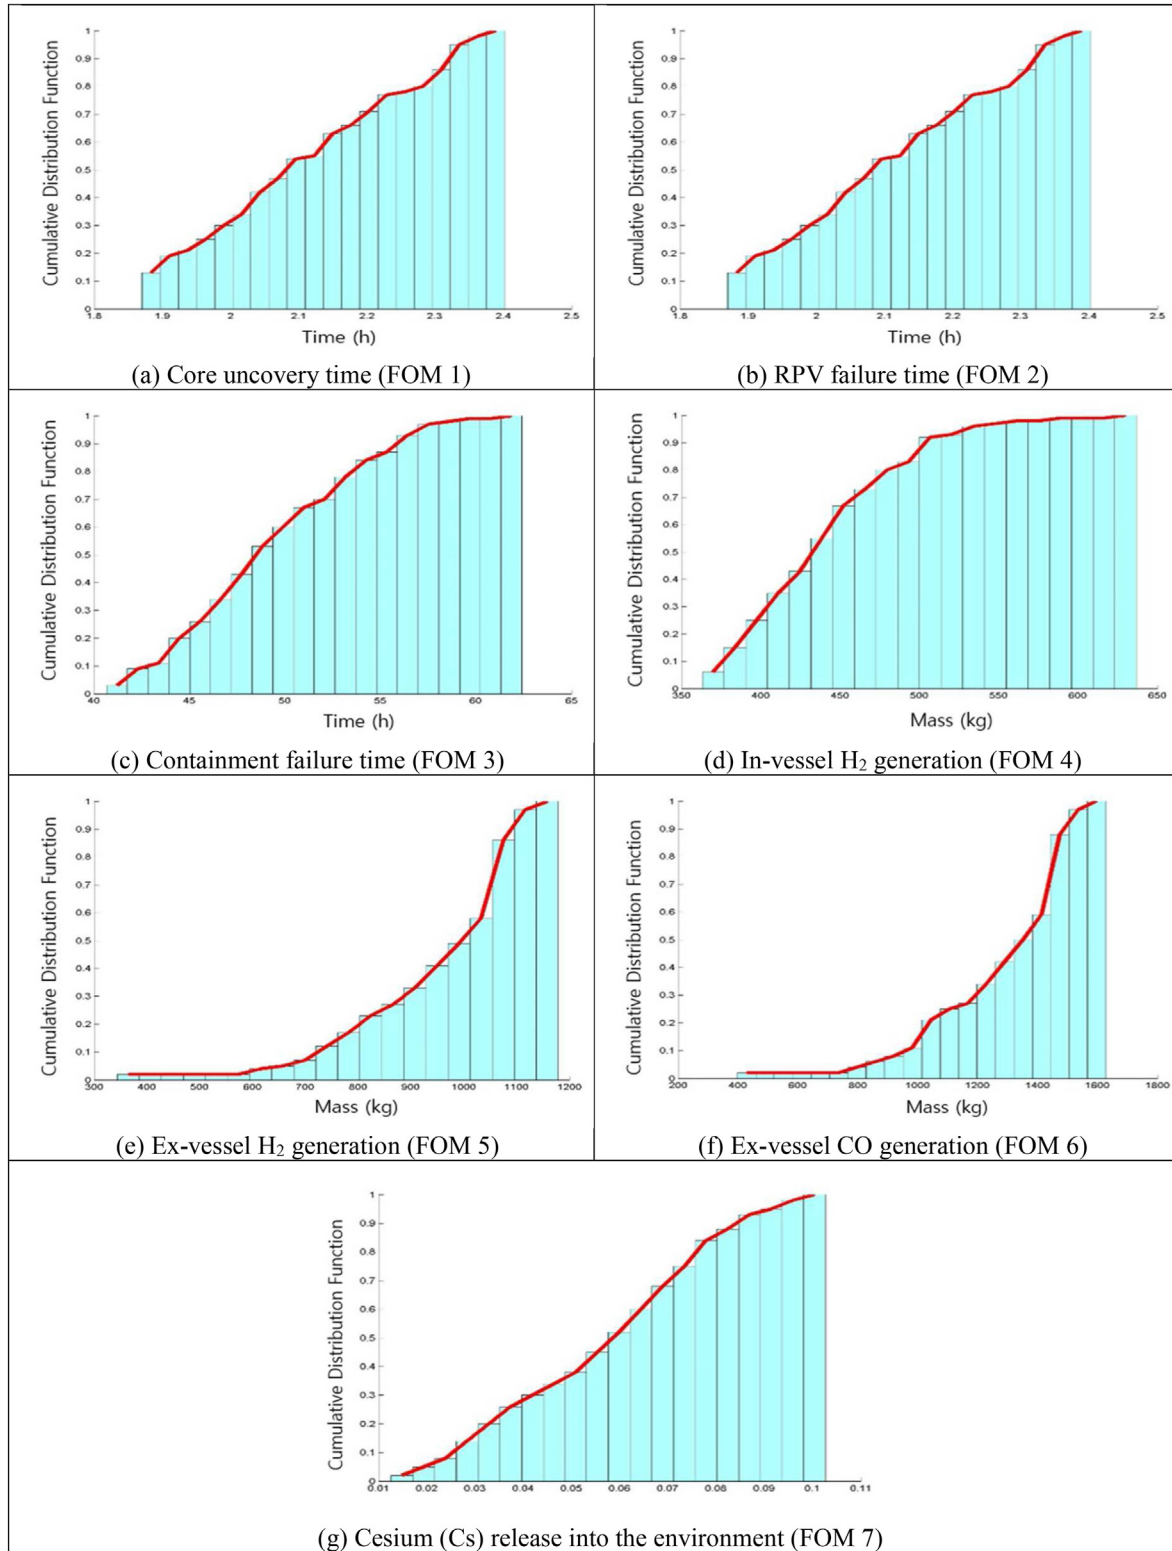 Cumulative Distribution Function
1
0.9
0.8
0.7
0.6
0.5
0.4
0.3
0.2
0.1
0
1.8 1.9 2 2.1 2.2 2.3 2.4 2.5
Time (h)
(a) Core uncovery time (FOM 1)
Cumulative Distribution Function
1
0.9
0.8
0.7
0.6
0.5
0.4
0.3
0.2
0.1
0
1.8 1.9 2 2.1 2.2 2.3 2.4 2.5
Time (h)
(b) RPV failure time (FOM 2)
Cumulative Distribution Function
1
0.9
0.8
0.7
0.6
0.5
0.4
0.3
0.2
0.1
0
40 45 50 55 60 65
Time (h)
(c) Containment failure time (FOM 3)
Cumulative Distribution Function
1
0.9
0.8
0.7
0.6
0.5
0.4
0.3
0.2
0.1
0
350 400 450 500 550 600 650
Mass (kg)
(d) In-vessel H₂ generation (FOM 4)
Cumulative Distribution Function
1
0.9
0.8
0.7
0.6
0.5
0.4
0.3
0.2
0.1
0
300 400 500 600 700 800 900 1000 1100 1200
Mass (kg)
(e) Ex-vessel H₂ generation (FOM 5)
Cumulative Distribution Function
1
0.9
0.8
0.7
0.6
0.5
0.4
0.3
0.2
0.1
0
200 400 600 800 1000 1200 1400 1600 1800
Mass (kg)
(f) Ex-vessel CO generation (FOM 6)
Cumulative Distribution Function
1
0.9
0.8
0.7
0.6
0.5
0.4
0.3
0.2
0.1
0
0.01 0.02 0.03 0.04 0.05 0.06 0.07 0.08 0.09 0.1 0.11
(g) Cesium (Cs) release into the environment (FOM 7)